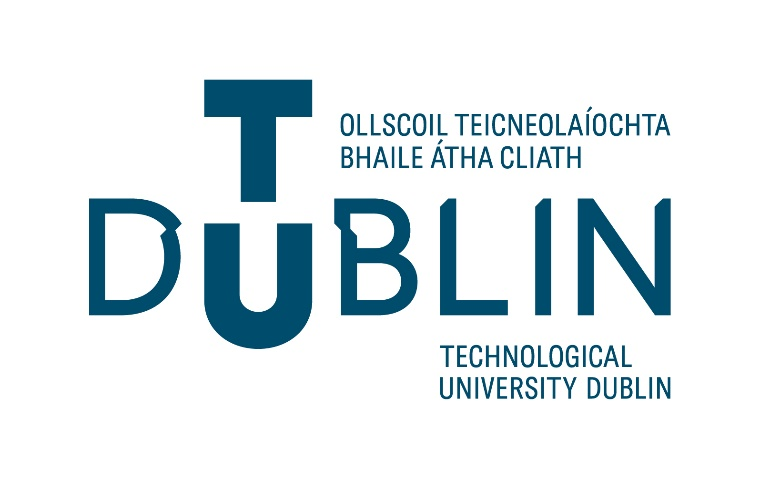 TU
DUBLIN
OLLSCOIL TEICNEOLAÍOCHTA
BHAILE ÁTHA CLIATH
TECHNOLOGICAL
UNIVERSITY DUBLIN